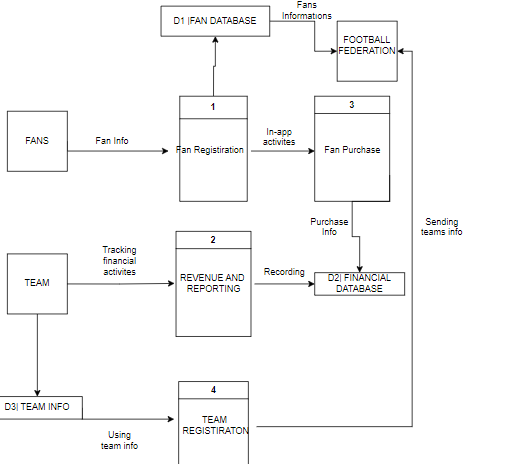 Fans
Informations
D1 |FAN DATABASE
FOOTBALL
FEDERATION
1
3
FANS
Fan Info
Fan Registration
In-app
activites
Fan Purchase
Purchase
Info
Sending
teams info
2
Tracking
financial
activites
TEAM
REVENUE AND
REPORTING
Recording
D2| FINANCIAL
DATABASE
4
D3| TEAM INFO
Using
team info
TEAM
REGISTIRATON